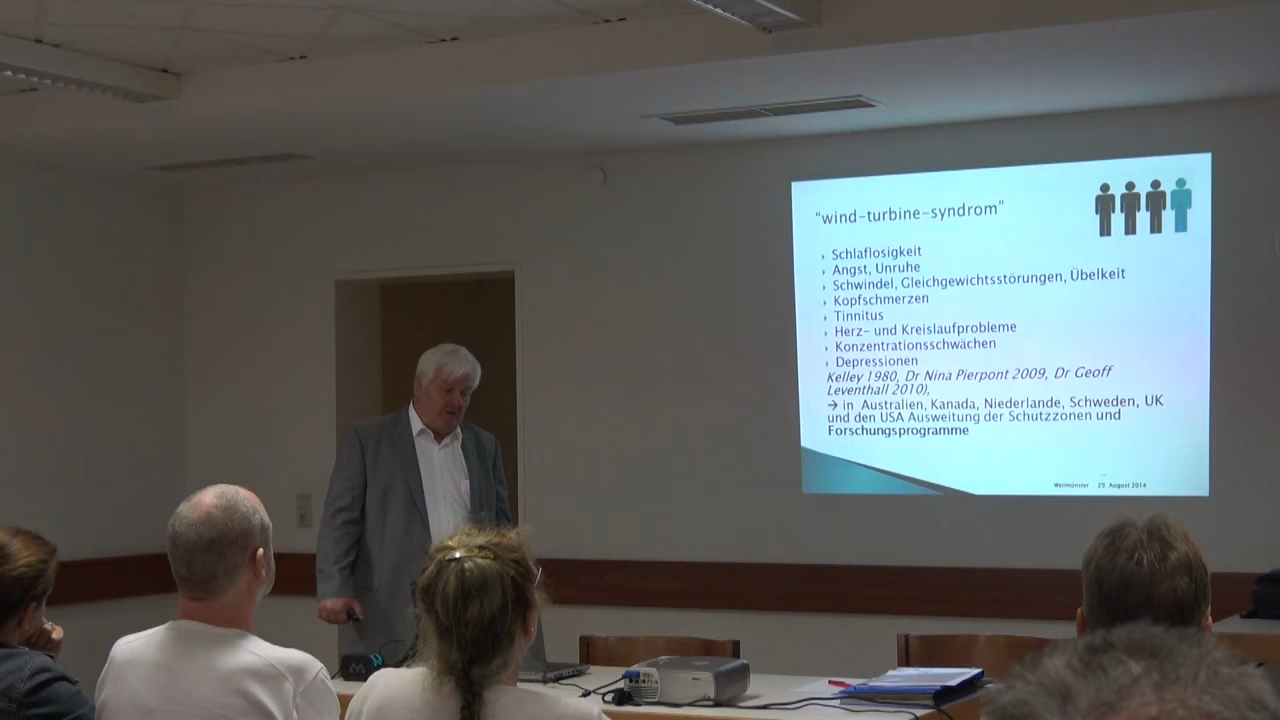 "wind-turbine-syndrom"
› Schlaflosigkeit
› Angst, Unruhe
› Schwindel, Gleichgewichtsstörungen, Übelkeit
› Kopfschmerzen
› Tinnitus
› Herz- und Kreislaufprobleme
› Konzentrationsschwächen
› Depressionen
Kelley 1980, Dr Nina Pierpont 2009, Dr Geoff
Leventhall 2010),
→ in Australien, Kanada, Niederlande, Schweden, UK
und den USA Ausweitung der Schutzzonen und
Forschungsprogramme
Weilmünster 29. August 2014